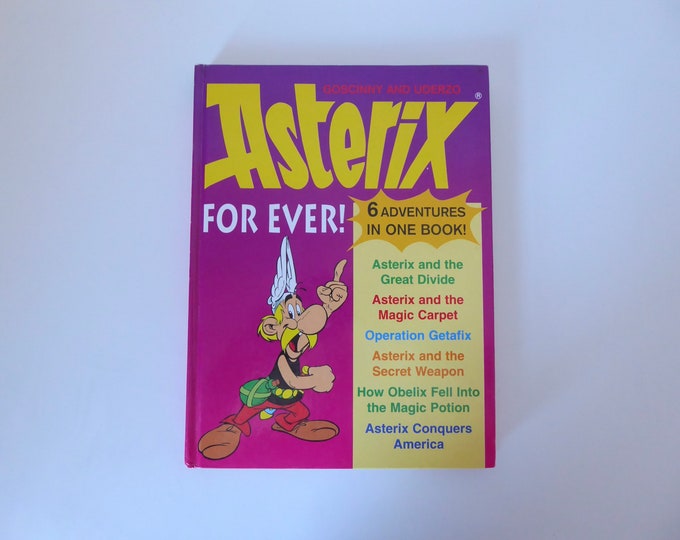 GOSCINNY AND UDERZO
Asterix®
FOR EVER!
6 ADVENTURES
IN ONE BOOK!
Asterix and the
Great Divide
Asterix and the
Magic Carpet
Operation Getafix
Asterix and the
Secret Weapon
How Obelix Fell Into
the Magic Potion
Asterix Conquers
America